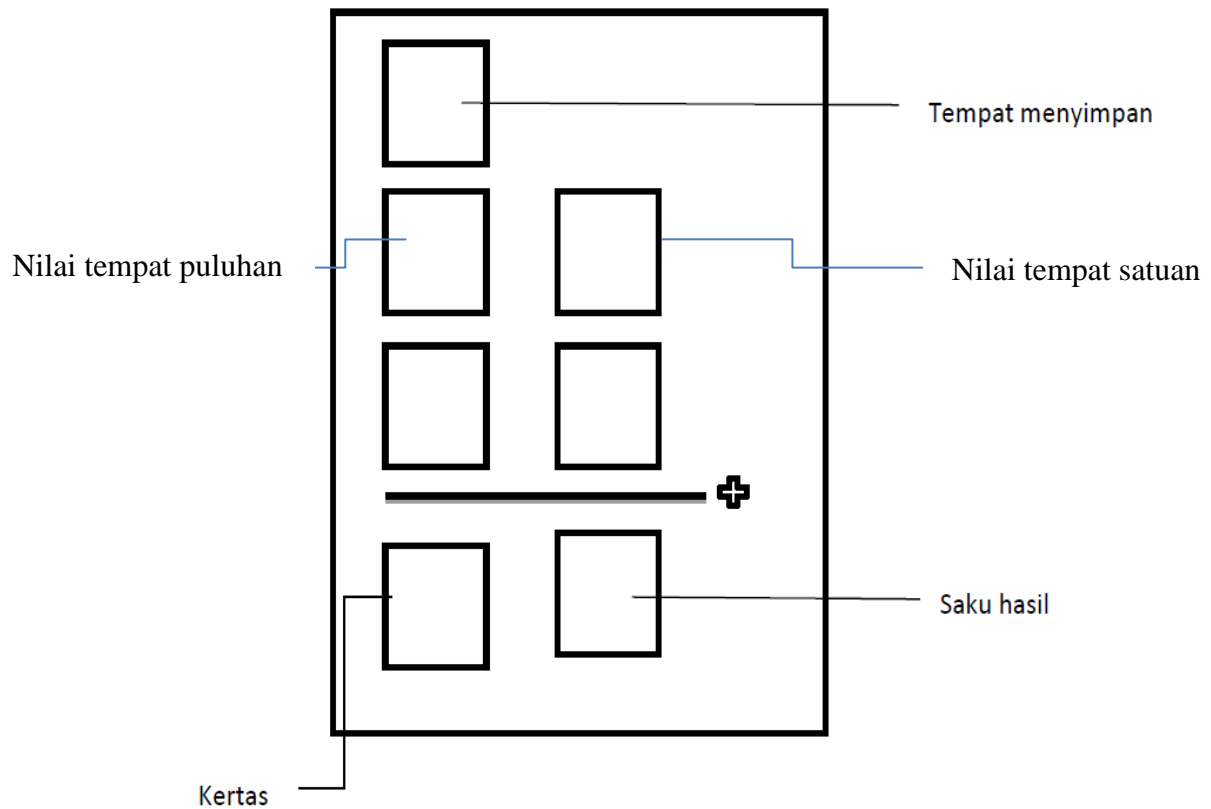 Tempat menyimpan
Nilai tempat puluhan
Nilai tempat satuan
Saku hasil
Kertas